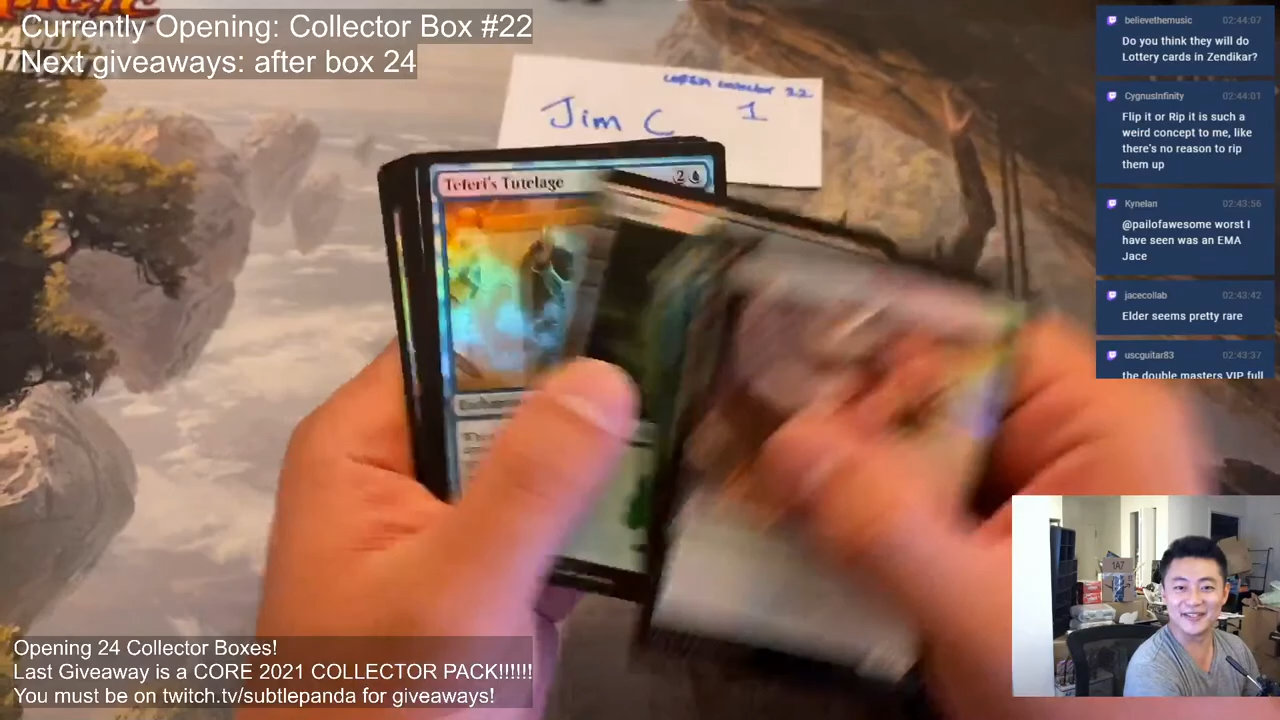 Currently Opening: Collector Box #22
Next giveaways: after box 24
Jim C 1
Teferi's Tutelage 2
believethemusic 02:44:07
Do you think they will do
Lottery cards in Zendikar?
CygnusInfinity 02:44:01
Flip it or Rip it is such a
weird concept to me, like
there's no reason to rip
them up
Kynelan 02:43:56
@pailofawesome worst I
have seen was an EMA
Jace
jacecollab 02:43:42
Elder seems pretty rare
uscguitar83 02:43:37
the double masters VIP full
1A7
Opening 24 Collector Boxes!
Last Giveaway is a CORE 2021 COLLECTOR PACK!!!!!!
You must be on twitch.tv/subtlepanda for giveaways!